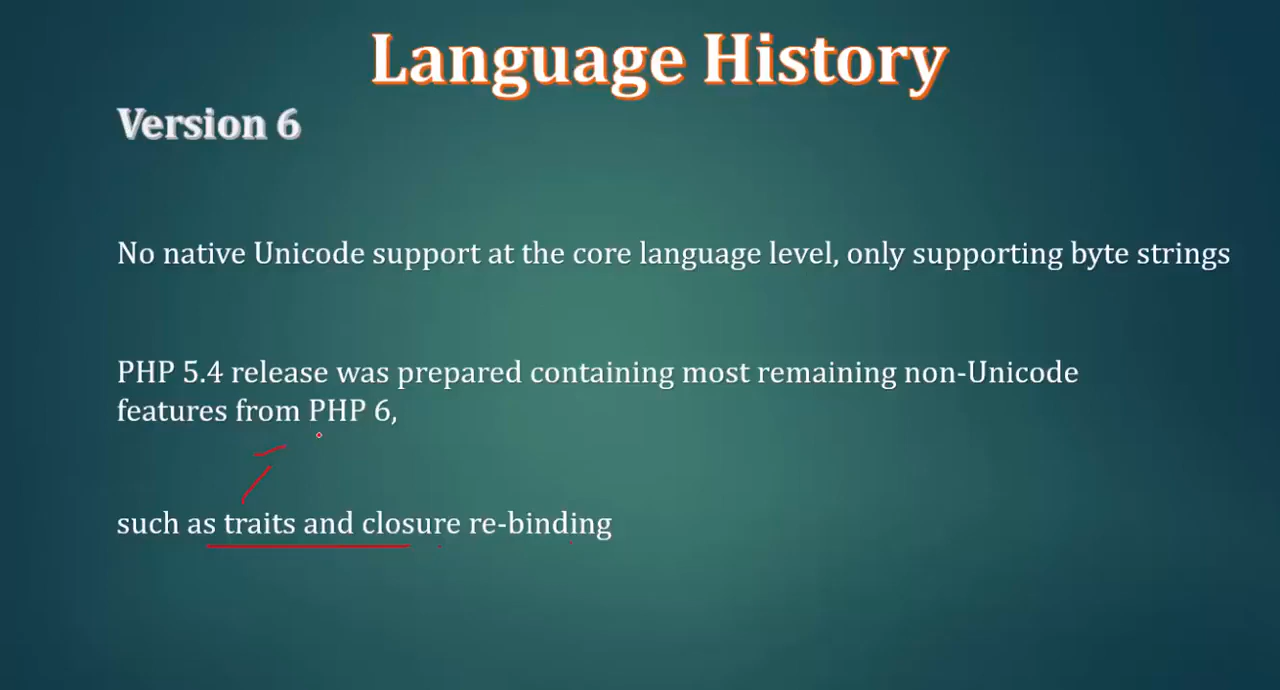 Language History
Version 6
No native Unicode support at the core language level, only supporting byte strings
PHP 5.4 release was prepared containing most remaining non-Unicode
features from PHP 6,
such as traits and closure re-binding